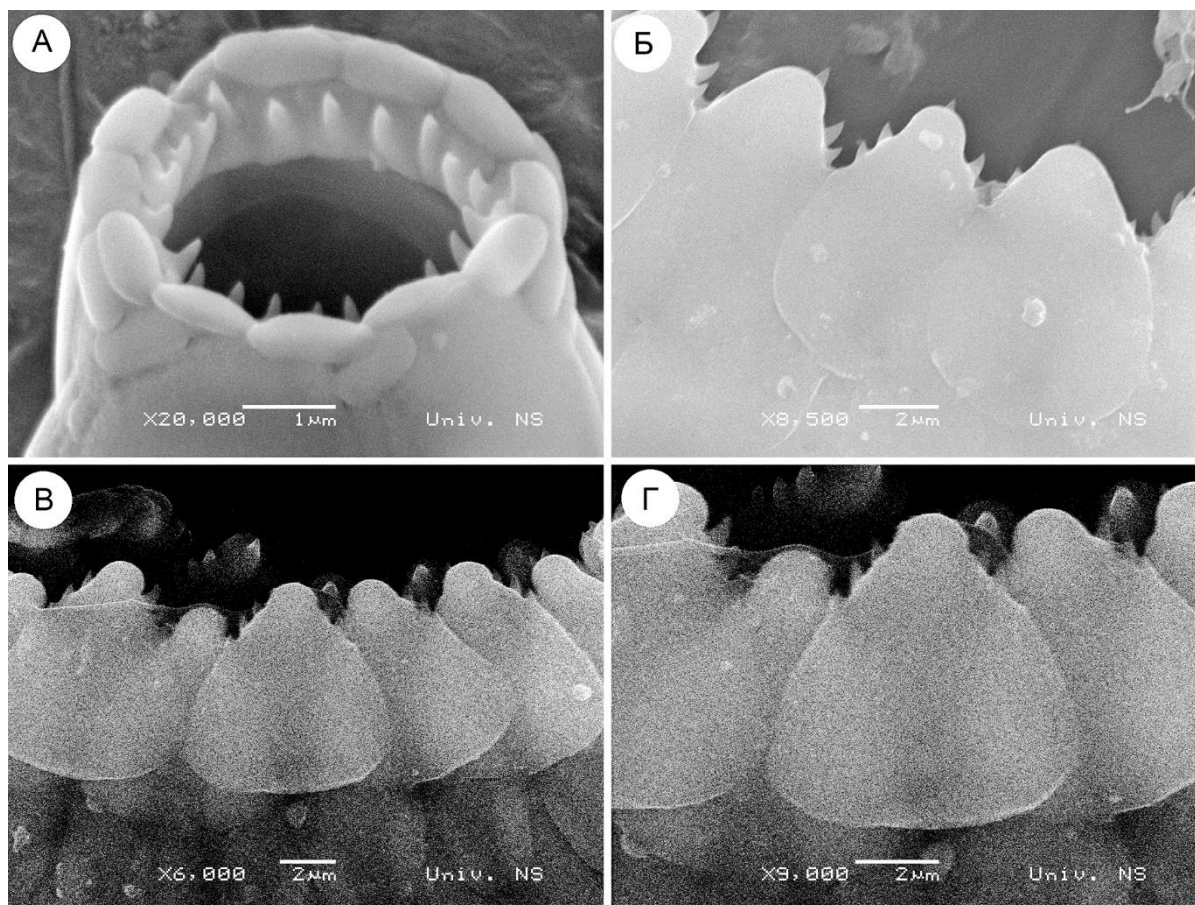 А
Б
X20,000 1µm Univ. NS
X8,500 2µm Univ. NS
В
Г
X6,000 2µm Univ. NS
X9,000 2µm Univ. NS